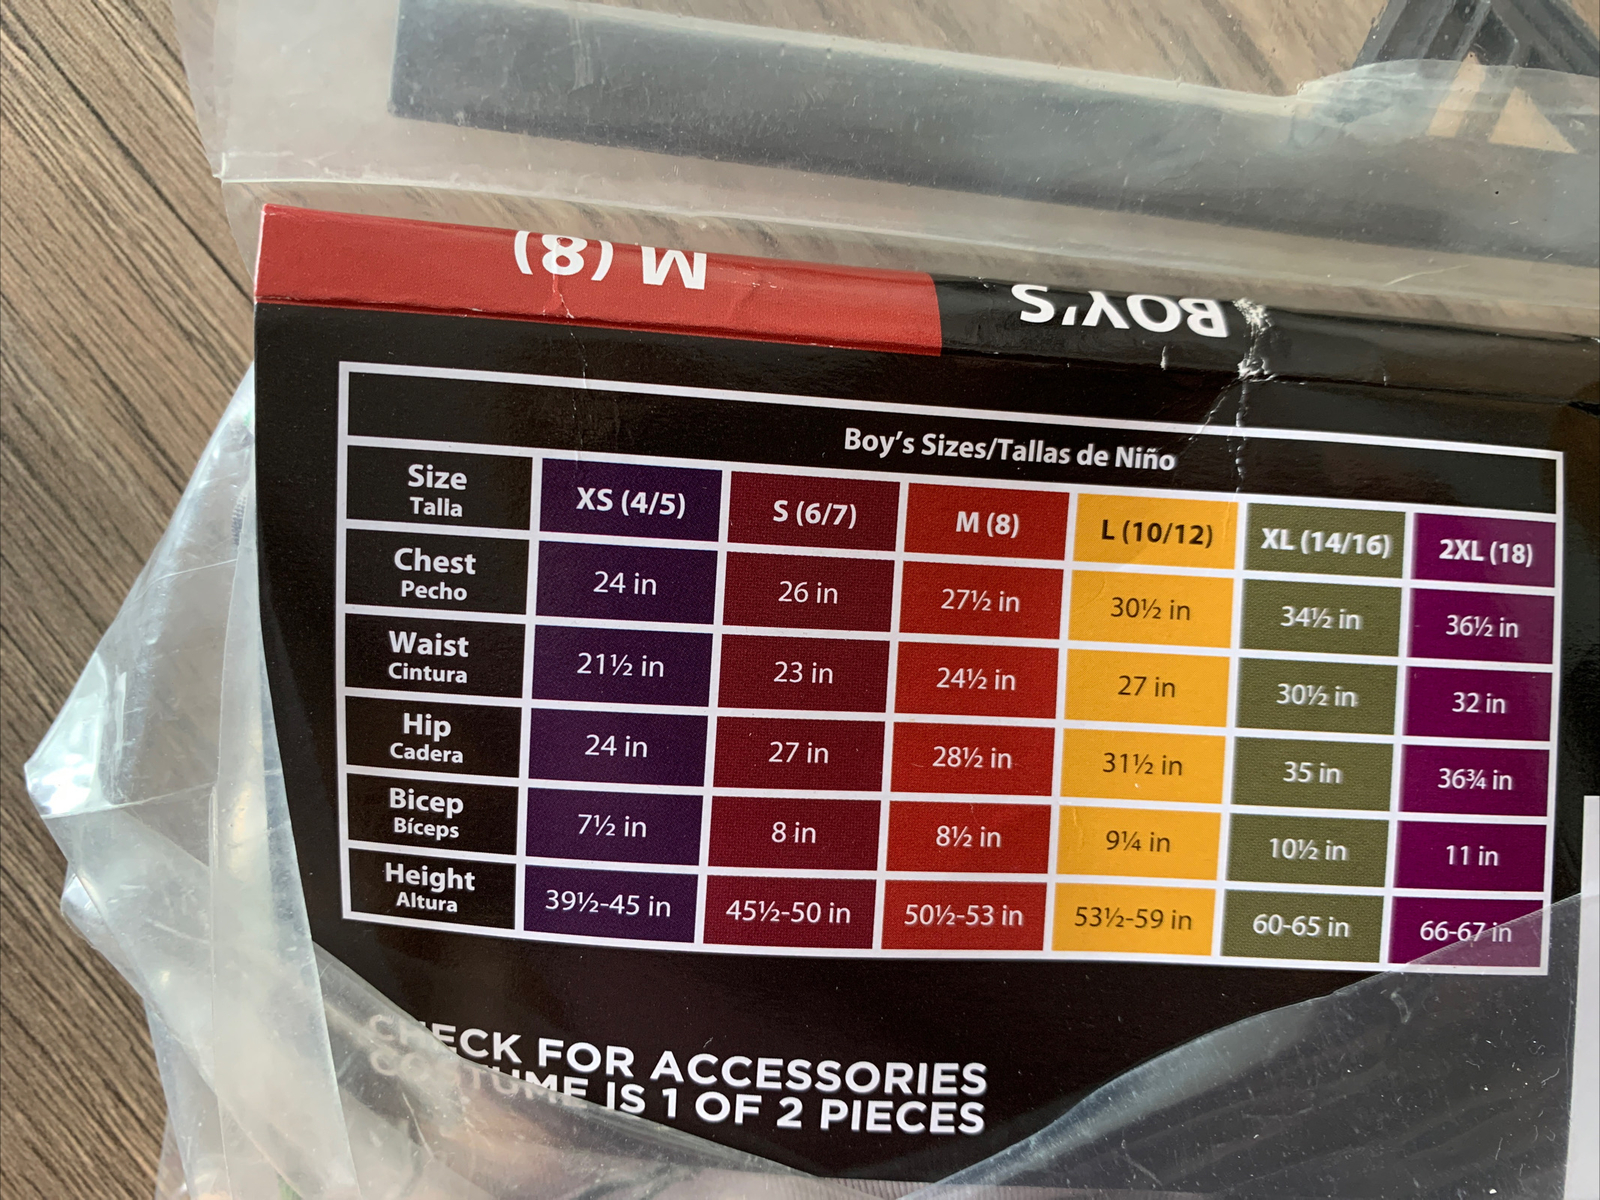 M (8) BOY'S
Boy's Sizes/Tallas de Niño
Size XS (4/5) S (6/7) M (8) L (10/12) XL (14/16) 2XL (18)
Talla
Chest 24 in 26 in 27½ in 30½ in 34½ in 36½ in
Pecho
Waist 21½ in 23 in 24½ in 27 in 30½ in 32 in
Cintura
Hip 24 in 27 in 28½ in 31½ in 35 in 36¾ in
Cadera
Bicep 7½ in 8 in 8½ in 9¼ in 10½ in 11 in
Bíceps
Height 39½-45 in 45½-50 in 50½-53 in 53½-59 in 60-65 in 66-67 in
Altura
CHECK FOR ACCESSORIES
COSTUME IS 1 OF 2 PIECES